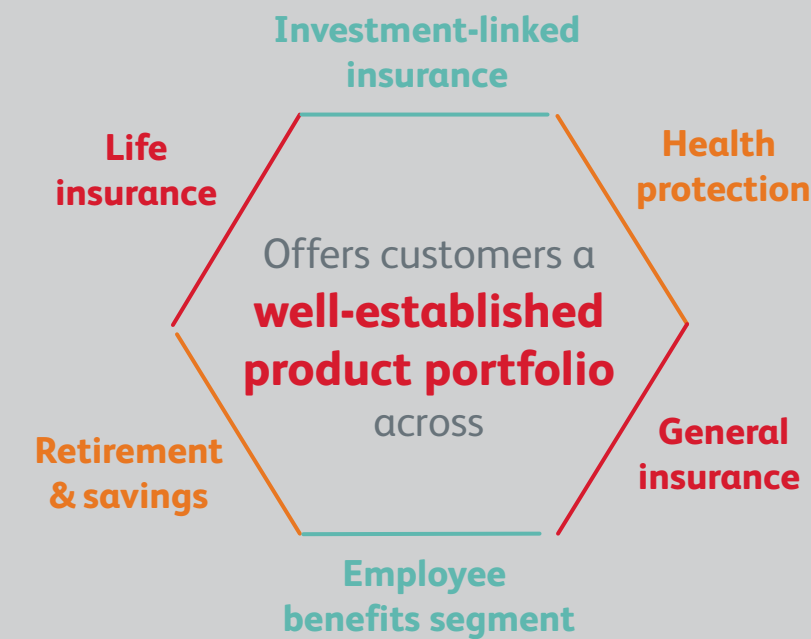 Investment-linked
insurance
Life
insurance
Health
protection
Offers customers a
well-established
product portfolio
across
Retirement
& savings
General
insurance
Employee
benefits segment